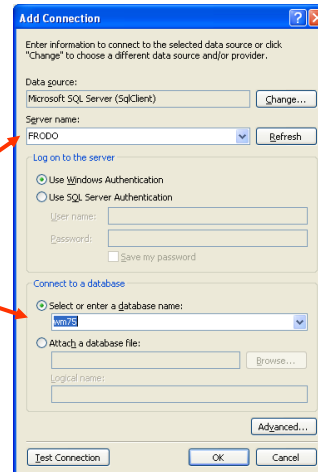 Add Connection
Enter information to connect to the selected data source or click
"Change" to choose a different data source and/or provider.
Data source:
Microsoft SQL Server (SqlClient)
Change...
Server name:
FRODO
Refresh
Log on to the server
Use Windows Authentication
Use SQL Server Authentication
User name:
Password:
Save my password
Connect to a database
Select or enter a database name:
wm75
Attach a database file:
Browse...
Logical name:
Advanced...
Test Connection
OK
Cancel